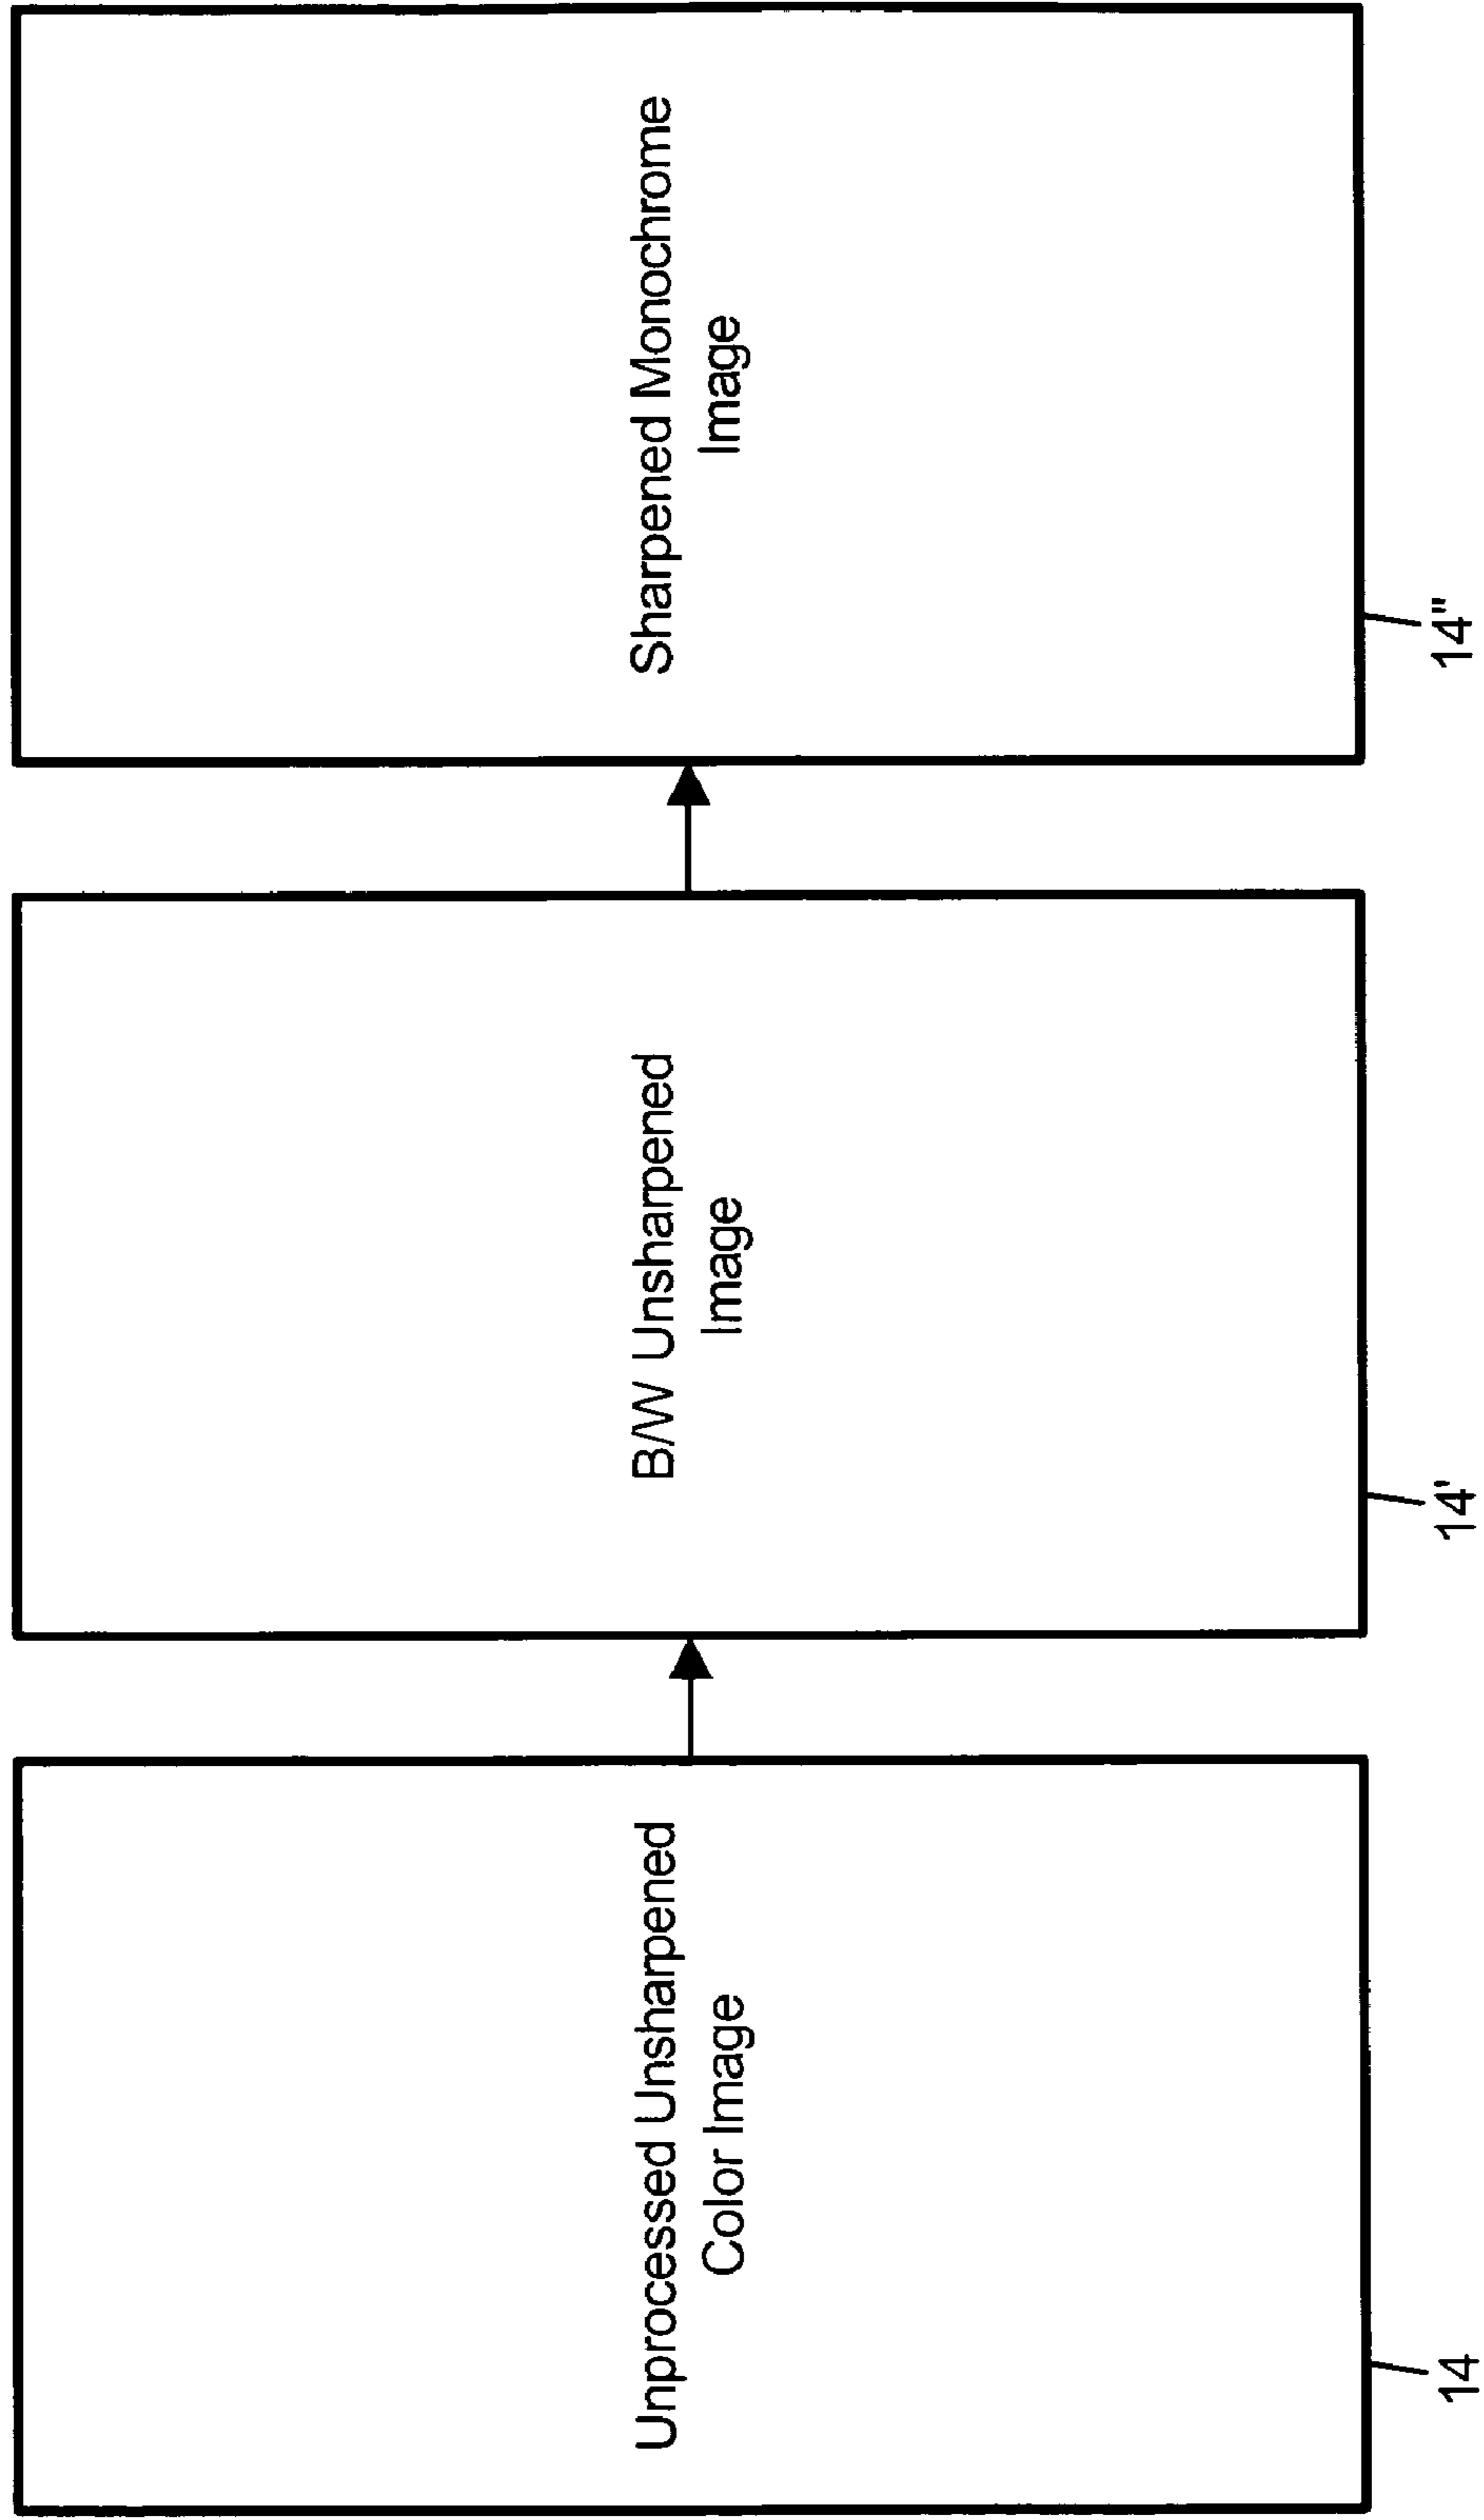 Unprocessed Unsharpened
Color Image
14
B/W Unsharpened
Image
14'
Sharpened Monochrome
Image
14"